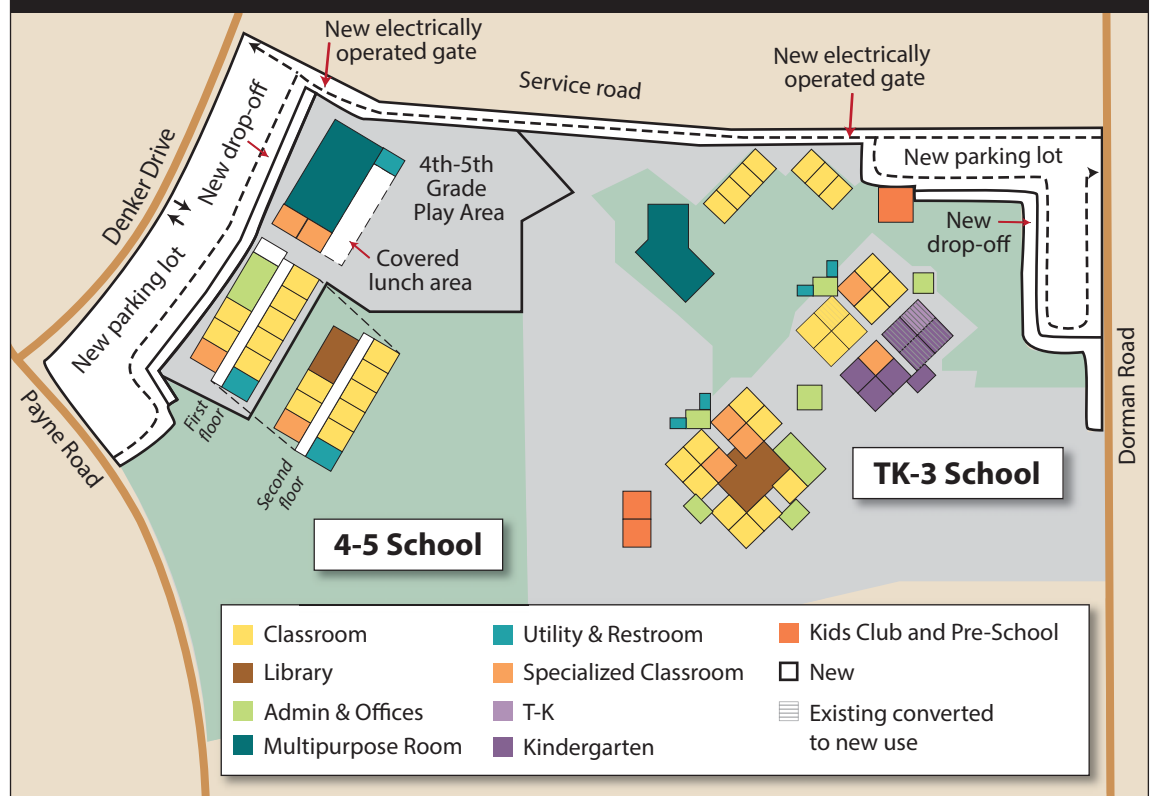 New electrically
operated gate
Service road
New electrically
operated gate
New drop-off
Denker Drive
4th-5th
Grade
Play Area
New parking lot
New
drop-off
Covered
lunch area
New parking lot
Payne Road
First
floor
Second
floor
Dorman Road
TK-3 School
4-5 School
Classroom
Library
Admin & Offices
Multipurpose Room
Utility & Restroom
Specialized Classroom
T-K
Kindergarten
Kids Club and Pre-School
New
Existing converted
to new use